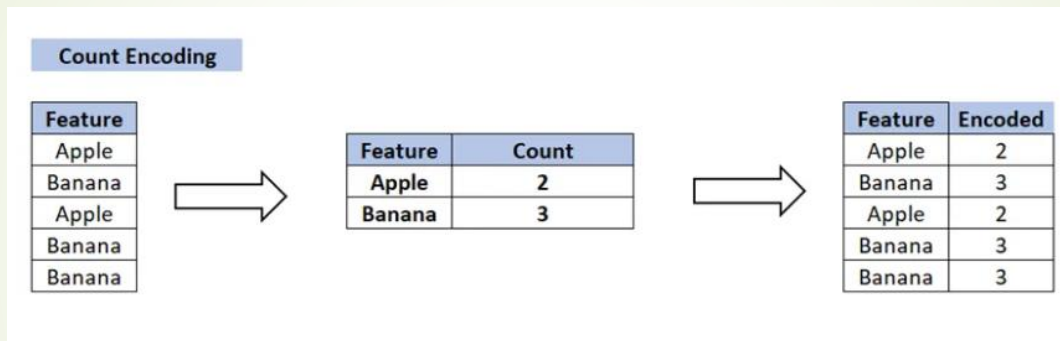 Count Encoding
Feature
Apple
Banana
Apple
Banana
Banana
Feature Count
Apple 2
Banana 3
Feature Encoded
Apple 2
Banana 3
Apple 2
Banana 3
Banana 3